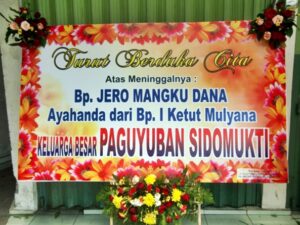 Turut Berduka Cita
Atas Meninggalnya :
Bp. JERO MANGKU DANA
Ayahanda dari Bp. I Ketut Mulyana
KELUARGA BESAR PAGUYUBAN SIDOMUKTI